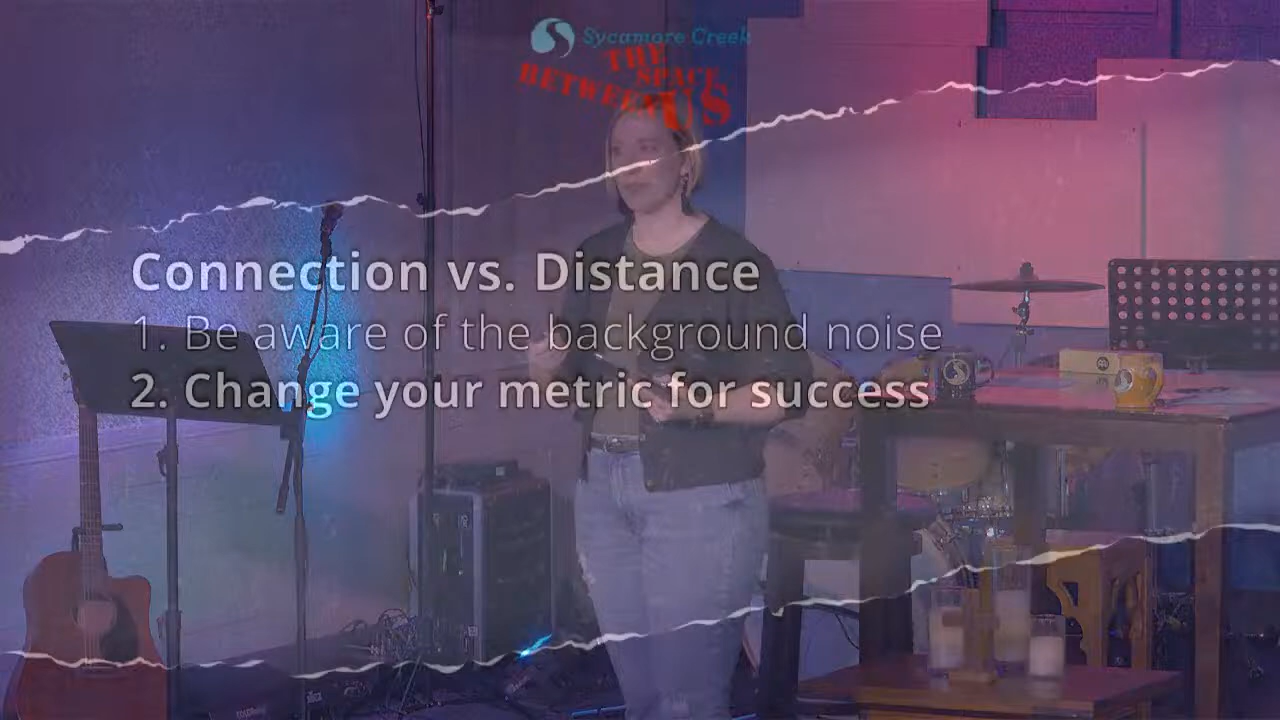 Sycamore Creek
THE
SPACE
BETWEEN US
Connection vs. Distance
1. Be aware of the background noise
2. Change your metric for success